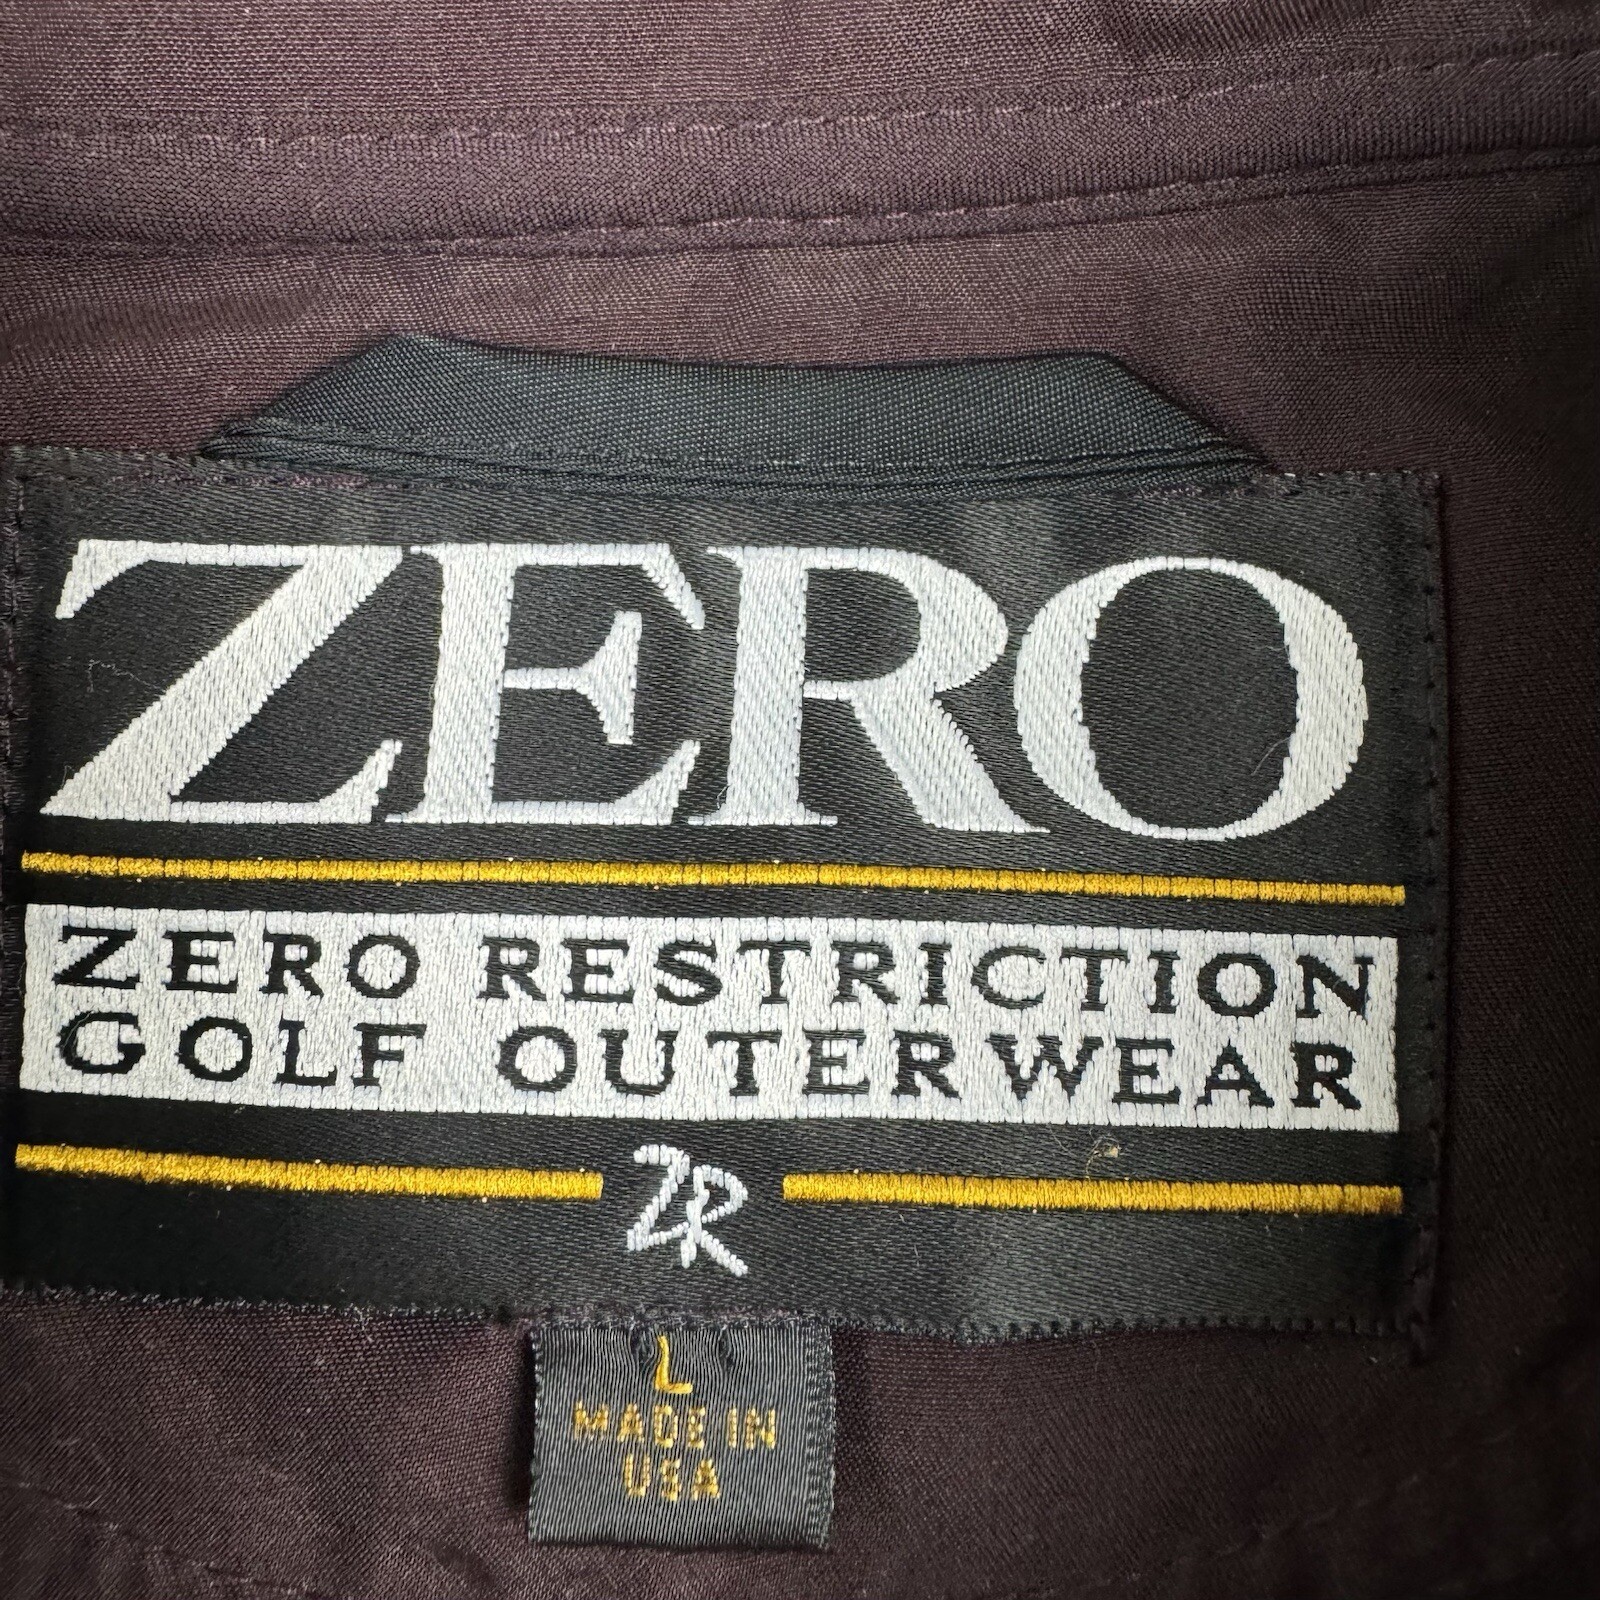 ZERO
ZERO RESTRICTION
GOLF OUTERWEAR
ZR
L
MADE IN
USA